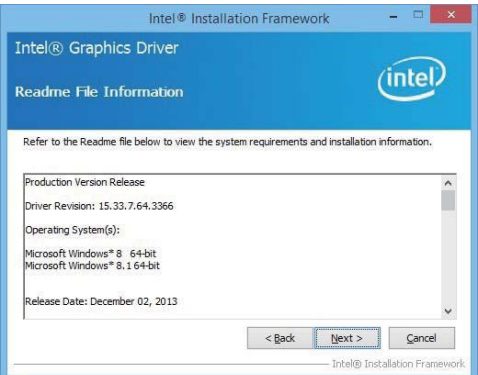 Intel® Installation Framework
Intel® Graphics Driver
Readme File Information
intel
Refer to the Readme file below to view the system requirements and installation information.
Production Version Release
Driver Revision: 15.33.7.64.3366
Operating System(s):
Microsoft Windows* 8 64-bit
Microsoft Windows* 8.1 64-bit
Release Date: December 02, 2013
< Back Next > Cancel
Intel® Installation Framework